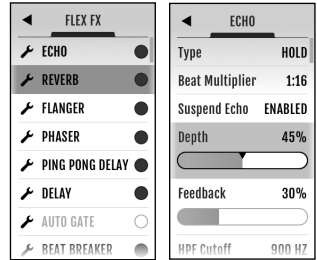 FLEX FX
ECHO
REVERB
FLANGER
PHASER
PING PONG DELAY
DELAY
AUTO GATE
BEAT BREAKER
ECHO
Type HOLD
Beat Multiplier 1:16
Suspend Echo ENABLED
Depth 45%
Feedback 30%
HPF Cutoff 900 HZ